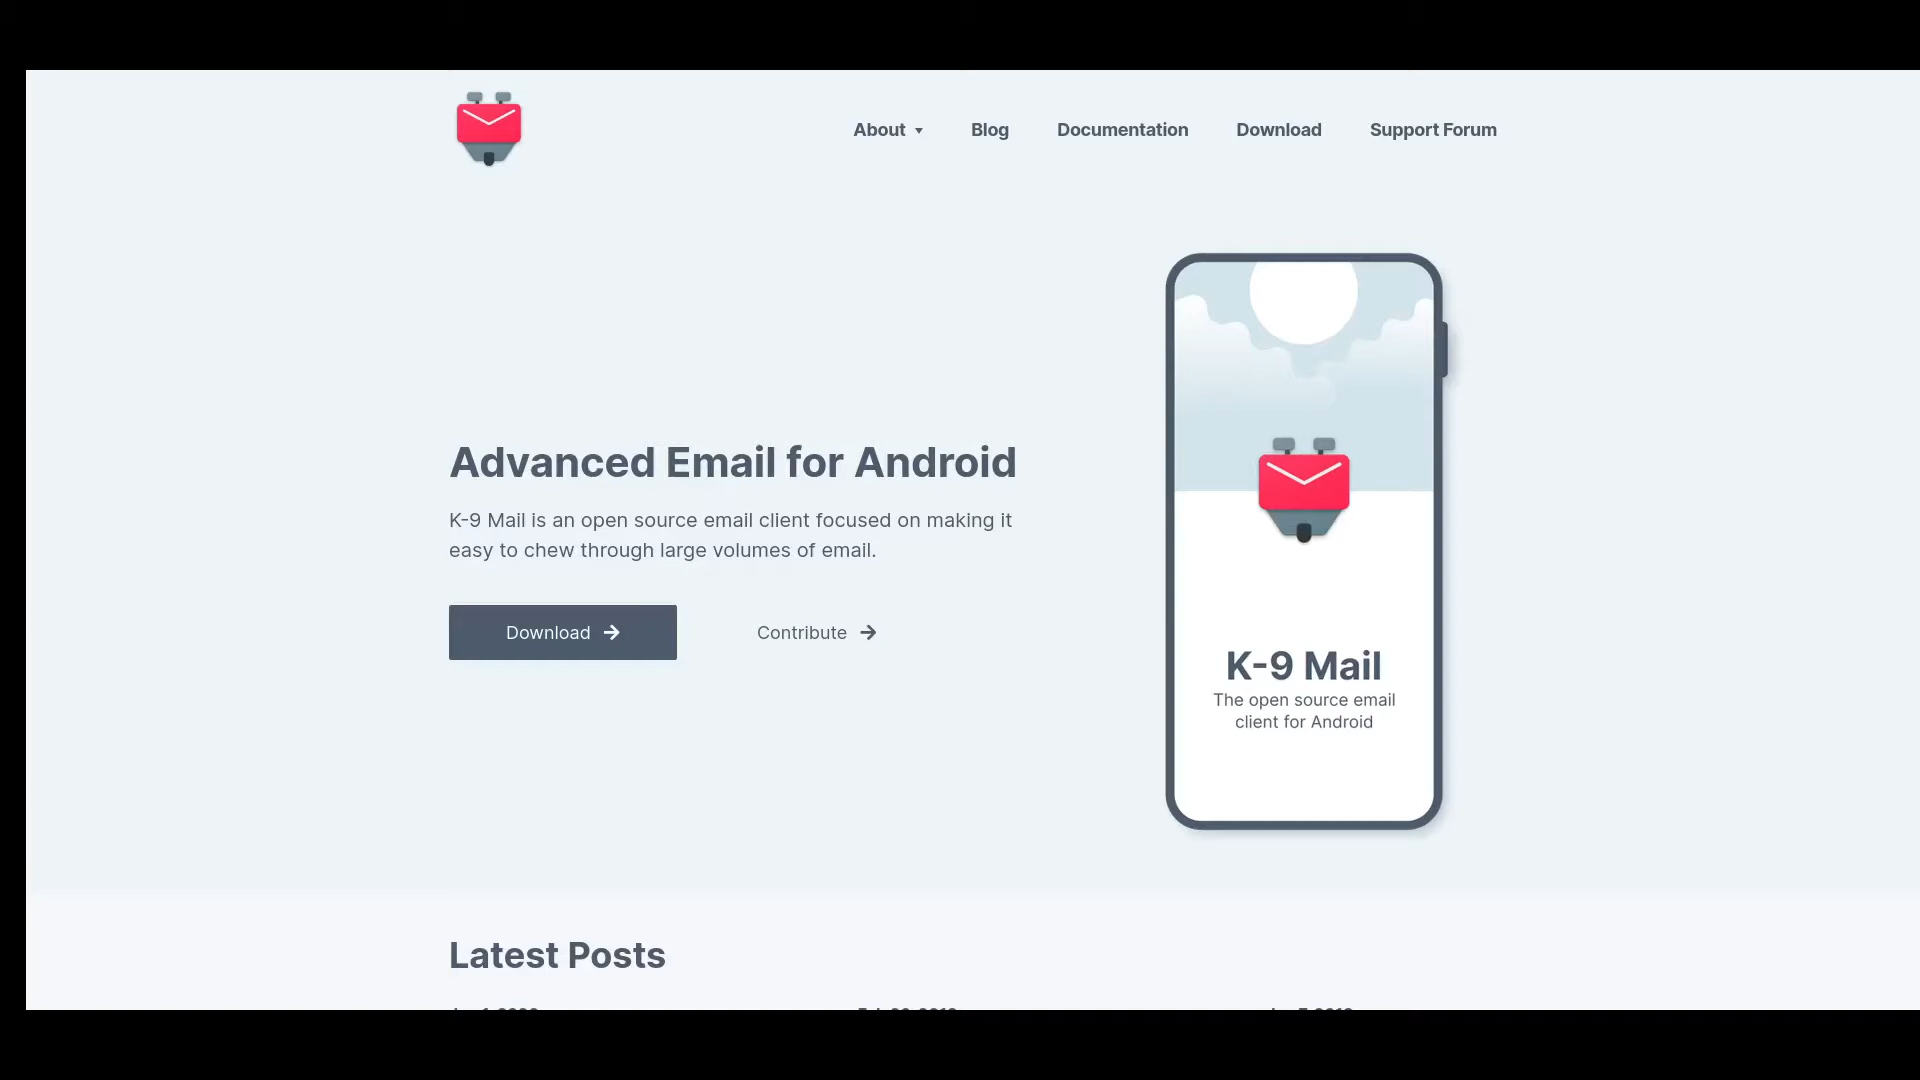 About
Blog
Documentation
Download
Support Forum
Advanced Email for Android
K-9 Mail is an open source email client focused on making it
easy to chew through large volumes of email.
Download
Contribute
K-9 Mail
The open source email
client for Android
Latest Posts